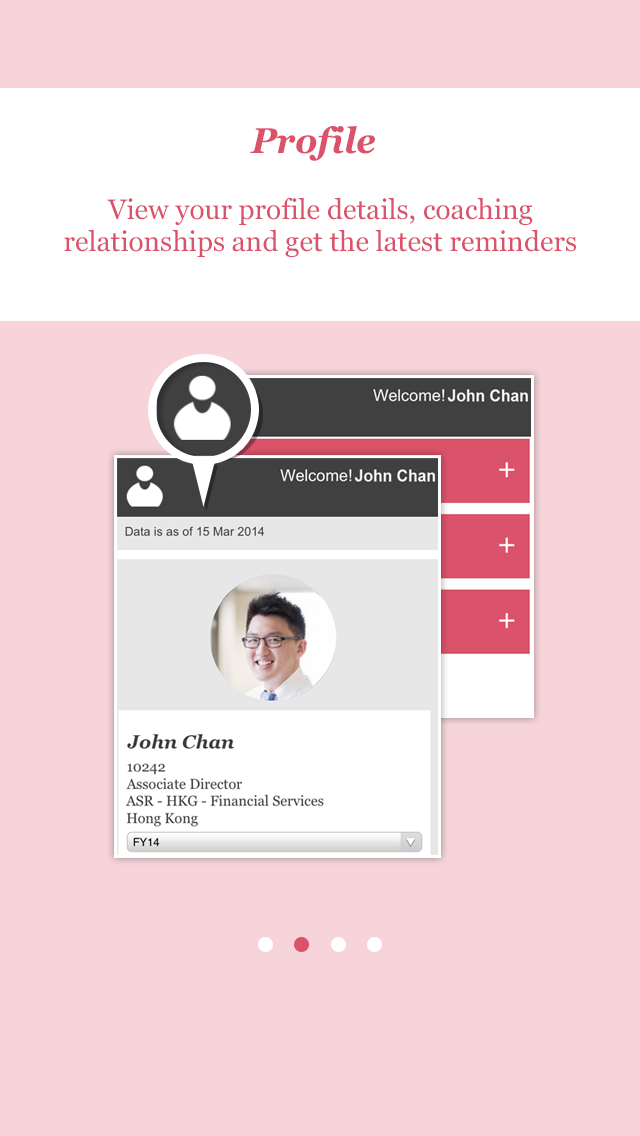 Profile
View your profile details, coaching
relationships and get the latest reminders
Welcome! John Chan
+
Welcome! John Chan
Data is as of 15 Mar 2014
+
+
John Chan
10242
Associate Director
ASR - HKG - Financial Services
Hong Kong
FY14